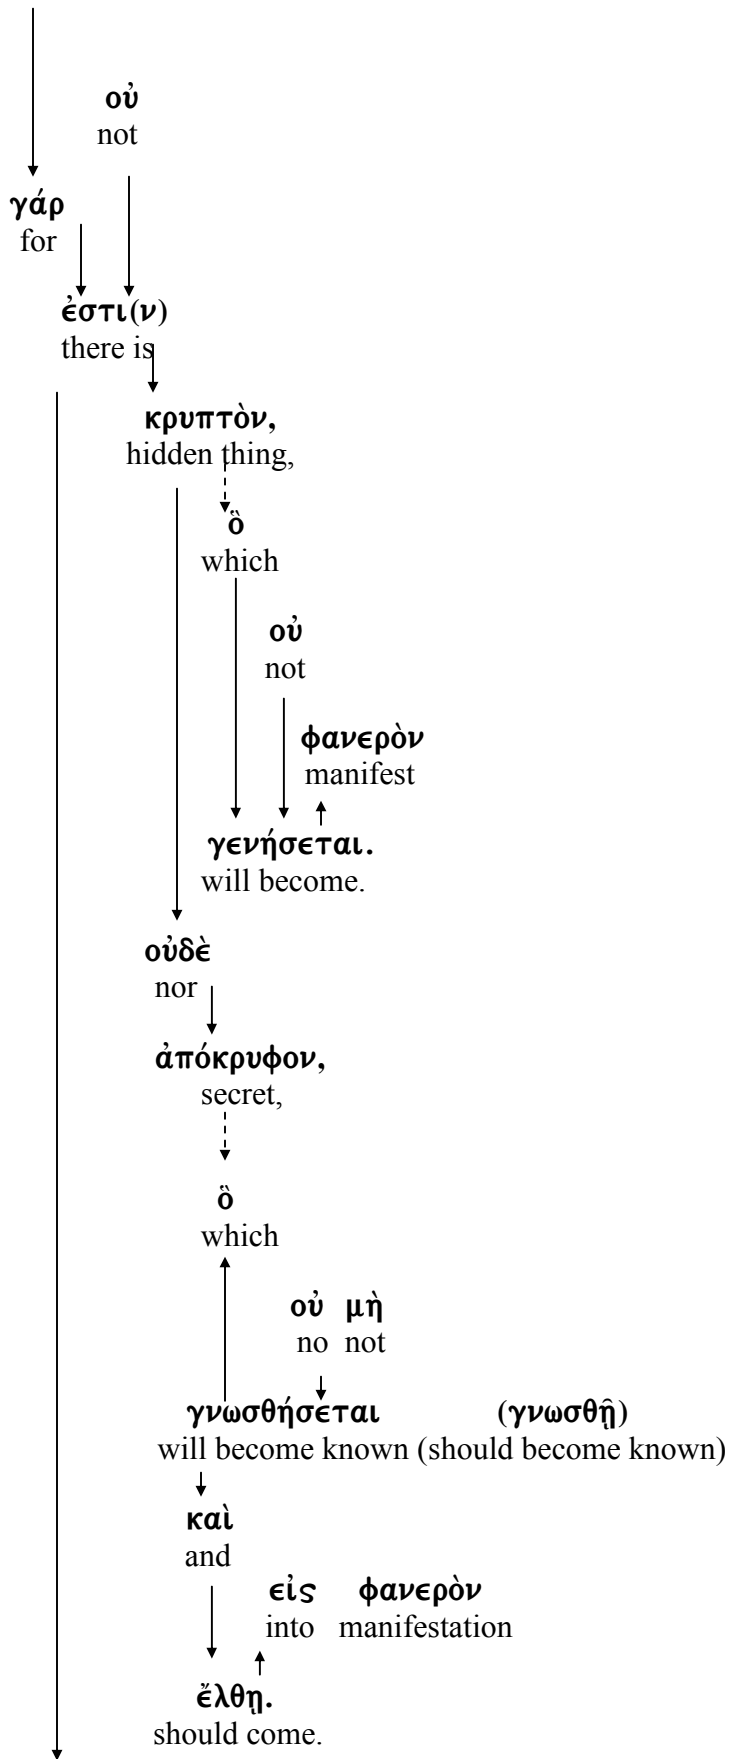 οὐ
not
γάρ
for
ἐστι(ν)
there is
κρυπτὸν,
hidden thing,
ὃ
which
οὐ
not
φανερὸν
manifest
γενήσεται.
will become.
οὐδὲ
nor
ἀπόκρυφον,
secret,
ὃ
which
οὐ μὴ
no not
γνωσθήσεται (γνωσθῇ)
will become known (should become known)
καὶ
and
εἰς φανερὸν
into manifestation
ἔλθῃ.
should come.